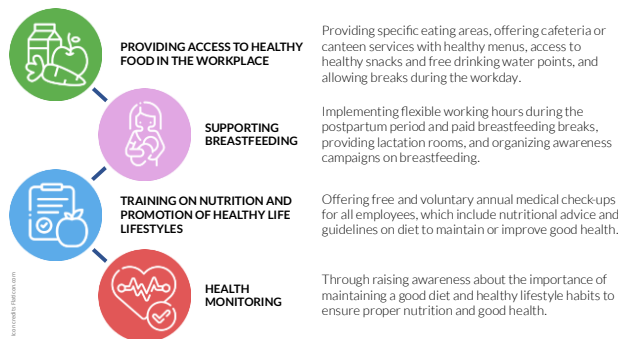 PROVIDING ACCESS TO HEALTHY
FOOD IN THE WORKPLACE
Providing specific eating areas, offering cafeteria or
canteen services with healthy menus, access to
healthy snacks and free drinking water points, and
allowing breaks during the workday.
SUPPORTING
BREASTFEEDING
Implementing flexible working hours during the
postpartum period and paid breastfeeding breaks,
providing lactation rooms, and organizing awareness
campaigns on breastfeeding.
TRAINING ON NUTRITION AND
PROMOTION OF HEALTHY LIFE
LIFESTYLES
Offering free and voluntary annual medical check-ups
for all employees, which include nutritional advice and
guidelines on diet to maintain or improve good health.
HEALTH
MONITORING
Through raising awareness about the importance of
maintaining a good diet and healthy lifestyle habits to
ensure proper nutrition and good health.
Icon credits: Flaticon.com